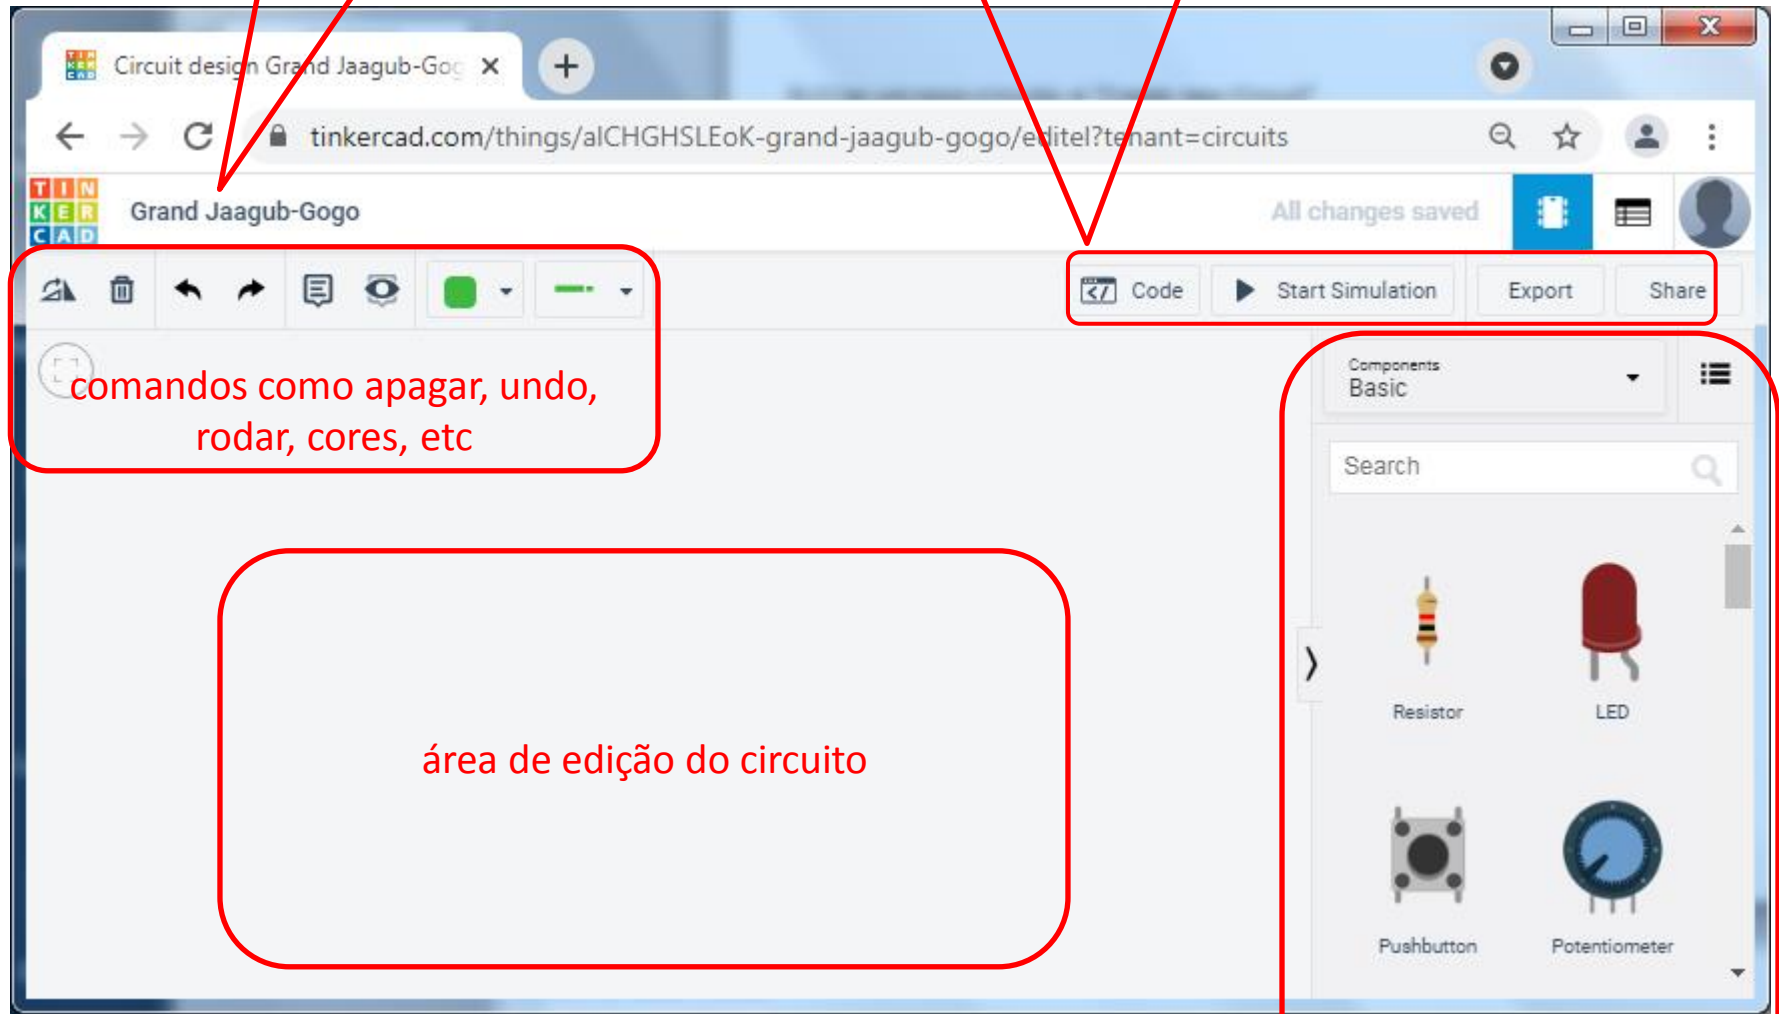 Circuit design Grand Jaagub-Gog
tinkercad.com/things/alCHGHSLEoK-grand-jaagub-gogo/editel?tenant=circuits
TIN
KER
CAD
Grand Jaagub-Gogo
All changes saved
Code
Start Simulation
Export
Share
comandos como apagar, undo,
rodar, cores, etc
Components
Basic
Search
Resistor
LED
área de edição do circuito
Pushbutton
Potentiometer